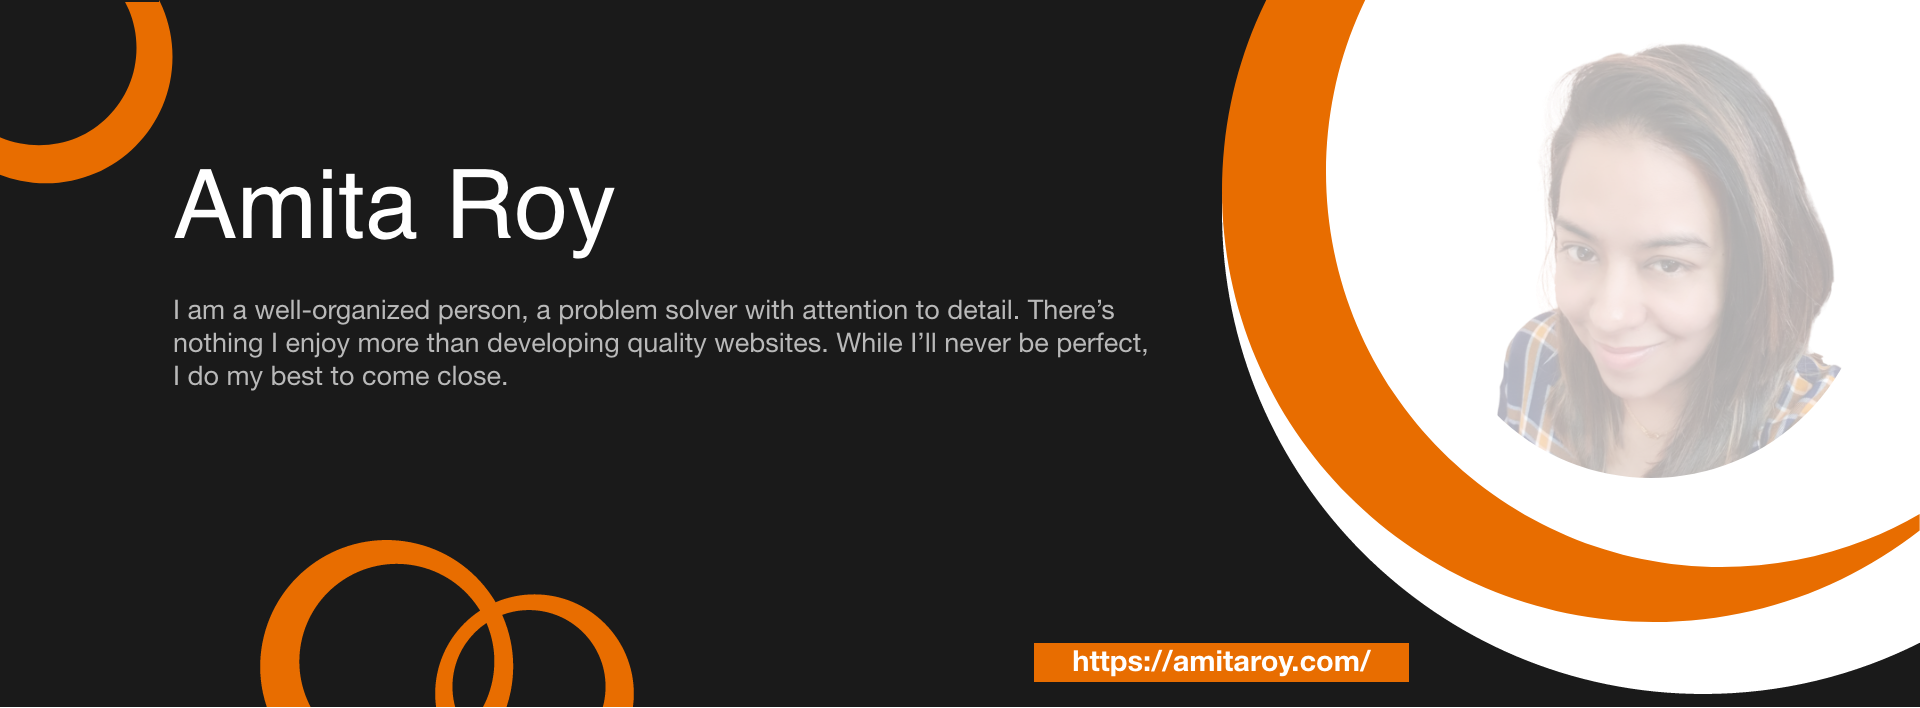 Amita Roy
I am a well-organized person, a problem solver with attention to detail. There’s
nothing I enjoy more than developing quality websites. While I’ll never be perfect,
I do my best to come close.
https://amitaroy.com/